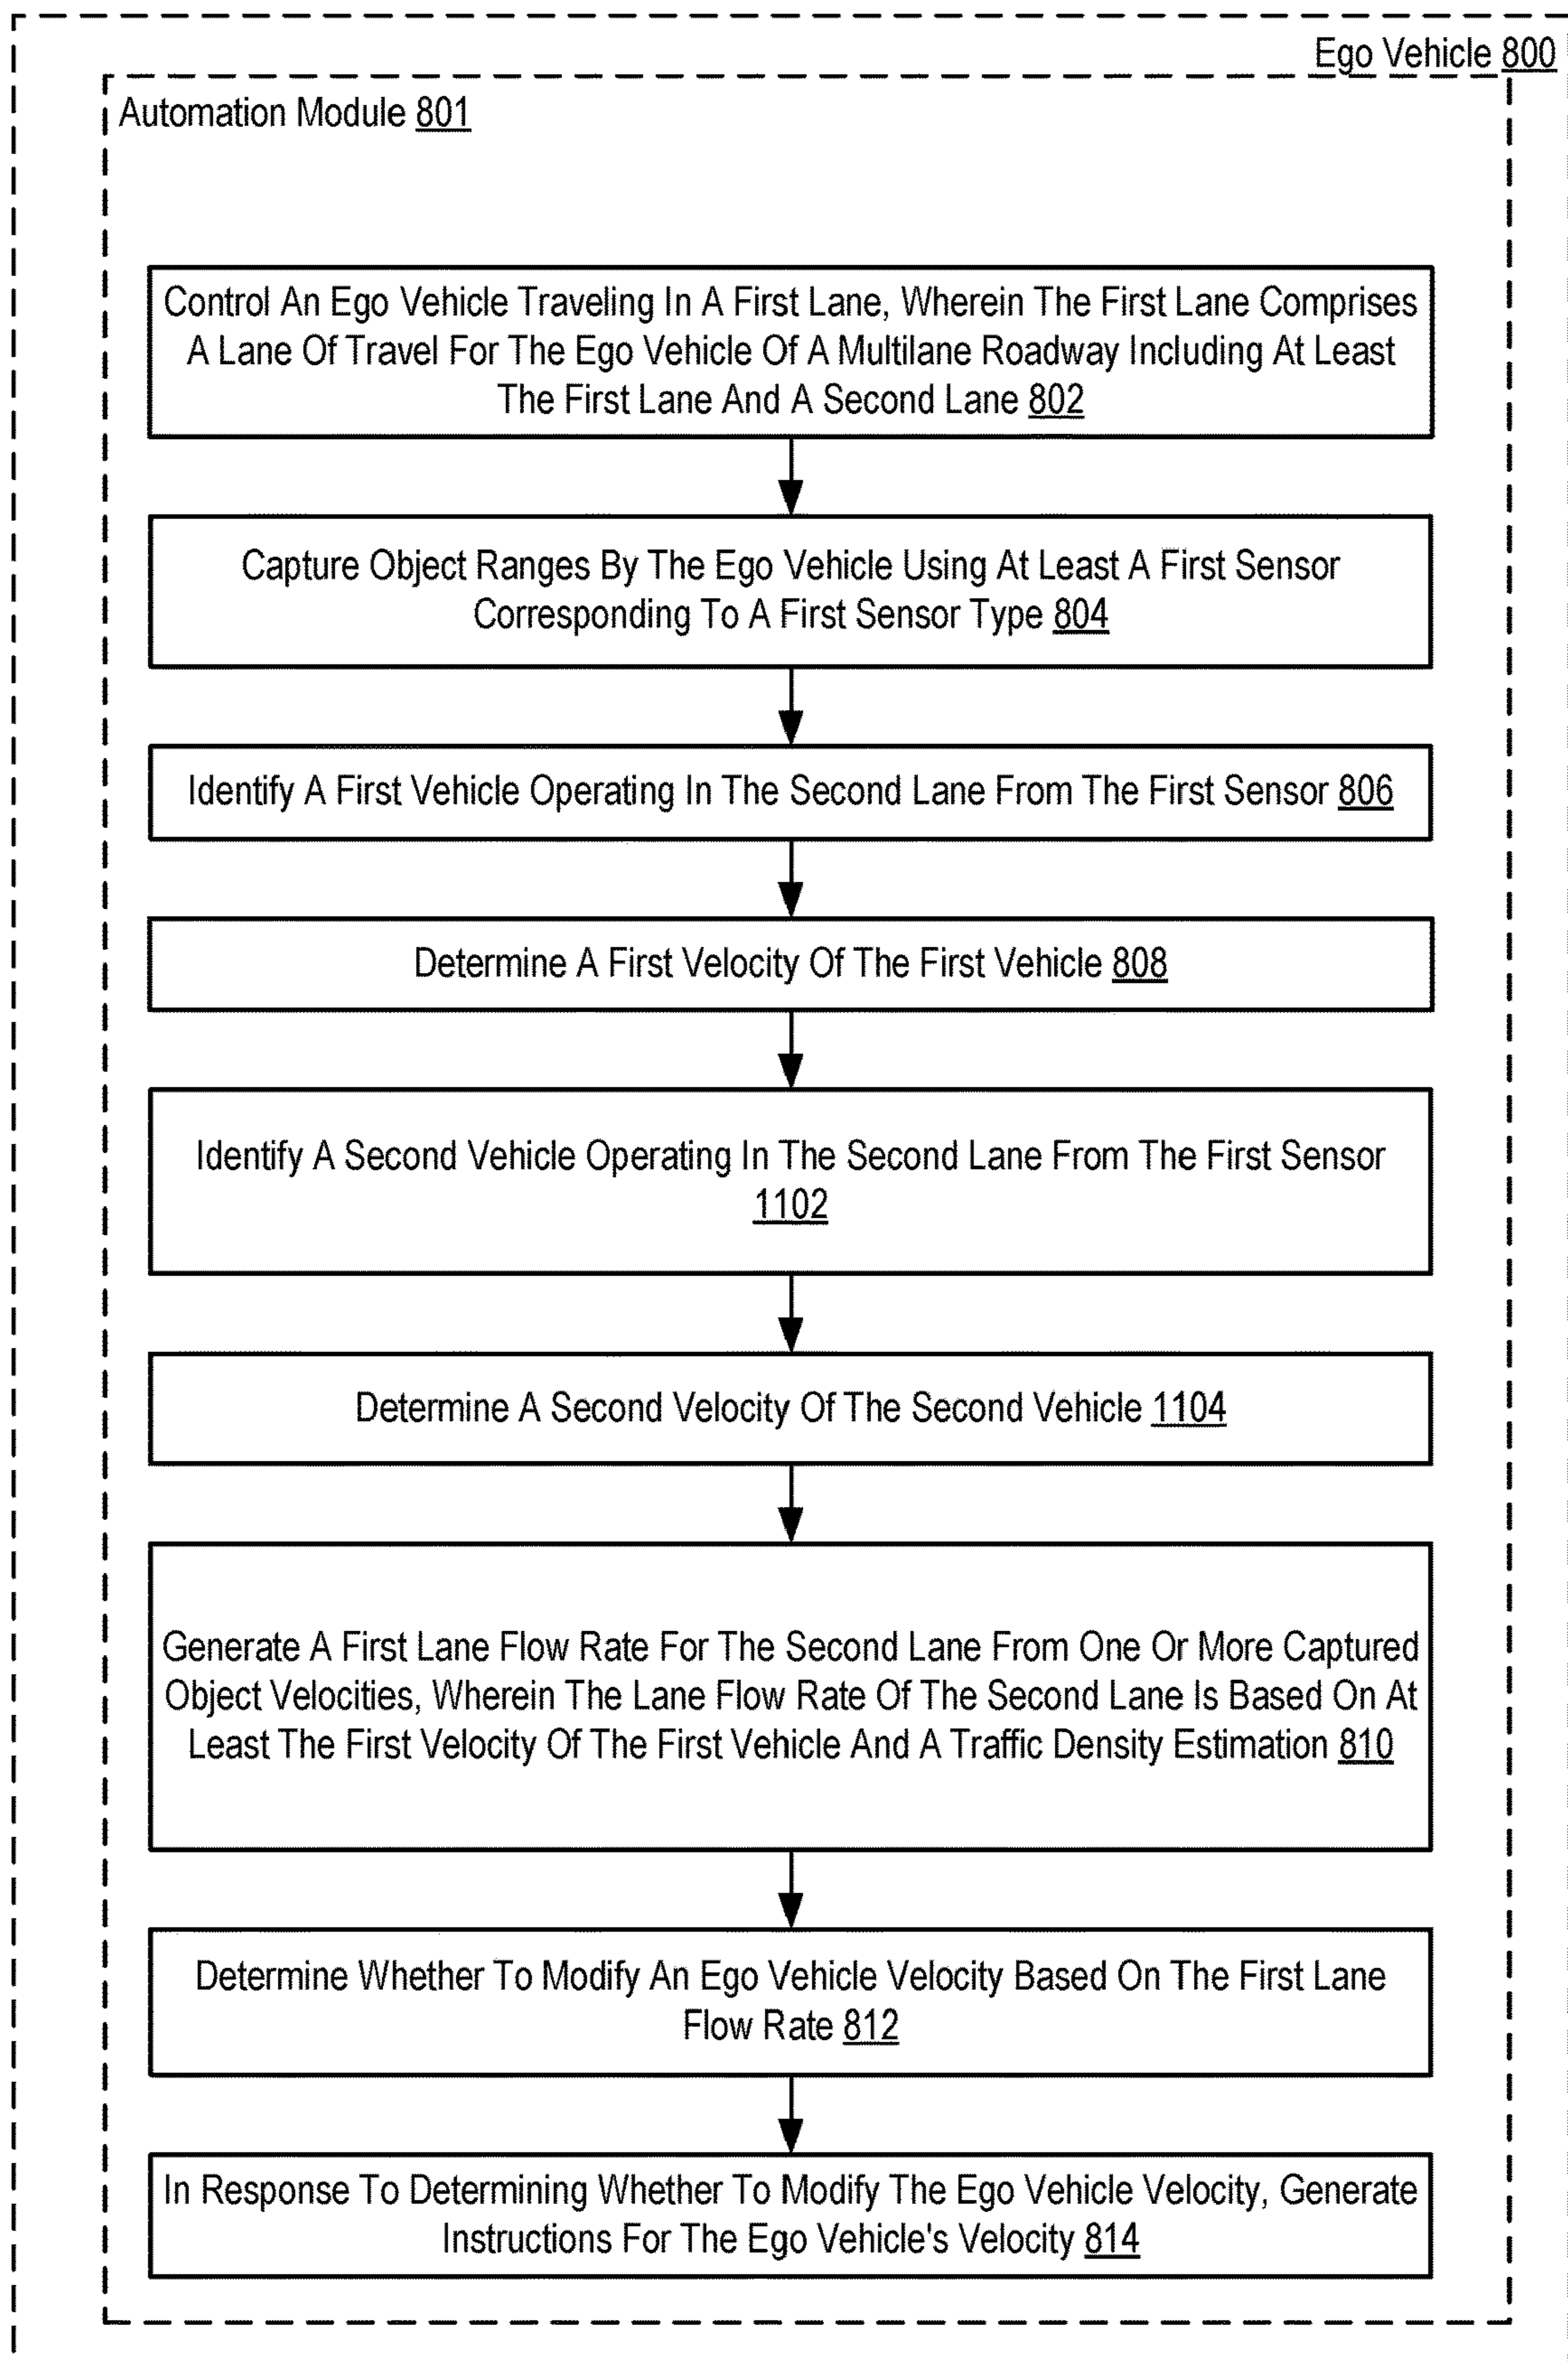 Ego Vehicle 800
Automation Module 801
Control An Ego Vehicle Traveling In A First Lane, Wherein The First Lane Comprises
A Lane Of Travel For The Ego Vehicle Of A Multilane Roadway Including At Least
The First Lane And A Second Lane 802
Capture Object Ranges By The Ego Vehicle Using At Least A First Sensor
Corresponding To A First Sensor Type 804
Identify A First Vehicle Operating In The Second Lane From The First Sensor 806
Determine A First Velocity Of The First Vehicle 808
Identify A Second Vehicle Operating In The Second Lane From The First Sensor
1102
Determine A Second Velocity Of The Second Vehicle 1104
Generate A First Lane Flow Rate For The Second Lane From One Or More Captured
Object Velocities, Wherein The Lane Flow Rate Of The Second Lane Is Based On At
Least The First Velocity Of The First Vehicle And A Traffic Density Estimation 810
Determine Whether To Modify An Ego Vehicle Velocity Based On The First Lane
Flow Rate 812
In Response To Determining Whether To Modify The Ego Vehicle Velocity, Generate
Instructions For The Ego Vehicle's Velocity 814